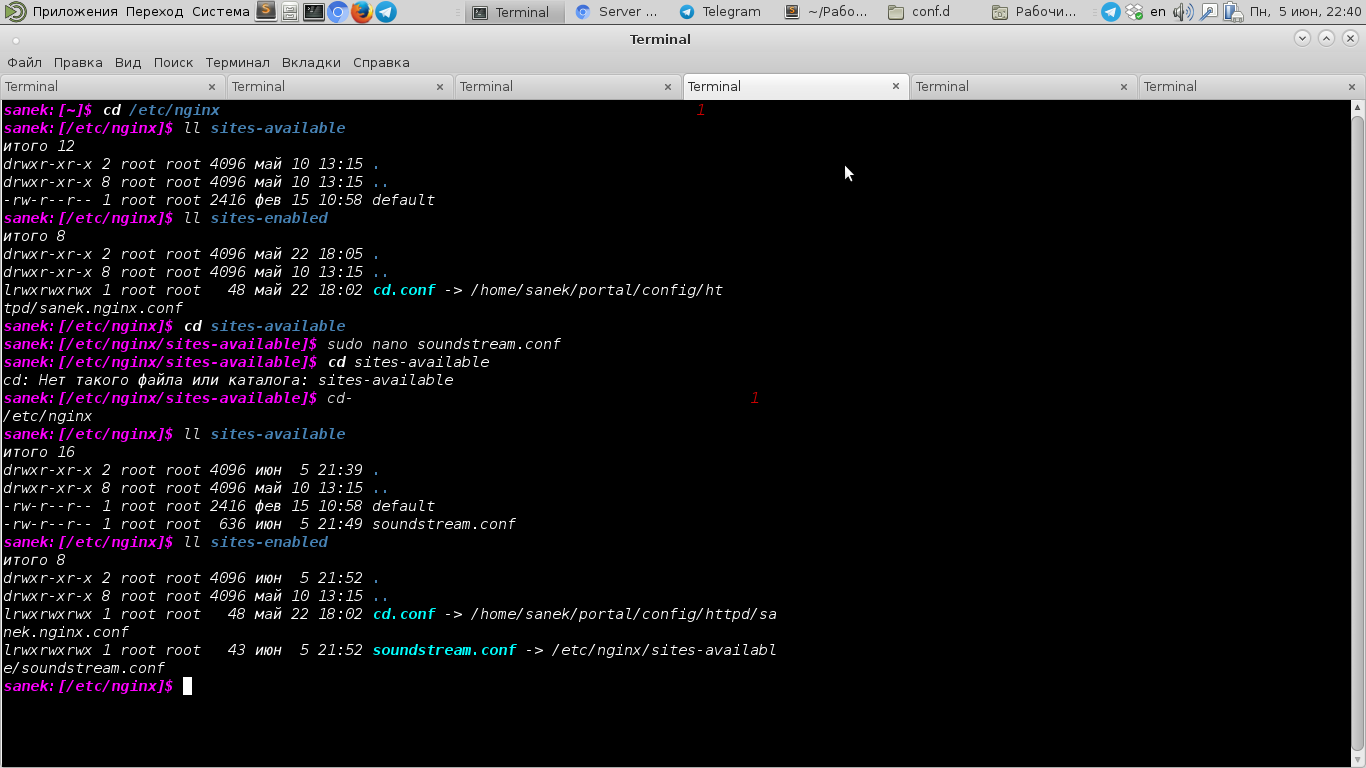 Приложения Переход Система Terminal Server ... Telegram ~/Рабо... conf.d Рабочи... en Пн, 5 июн, 22:40
Terminal
Файл Правка Вид Поиск Терминал Вкладки Справка
Terminal Terminal Terminal Terminal Terminal Terminal
sanek:[~]$ cd /etc/nginx 1
sanek:[/etc/nginx]$ ll sites-available
итого 12
drwxr-xr-x 2 root root 4096 май 10 13:15 .
drwxr-xr-x 8 root root 4096 май 10 13:15 ..
-rw-r--r-- 1 root root 2416 фев 15 10:58 default
sanek:[/etc/nginx]$ ll sites-enabled
итого 8
drwxr-xr-x 2 root root 4096 май 22 18:05 .
drwxr-xr-x 8 root root 4096 май 10 13:15 ..
lrwxrwxrwx 1 root root   48 май 22 18:02 cd.conf -> /home/sanek/portal/config/ht
tpd/sanek.nginx.conf
sanek:[/etc/nginx]$ cd sites-available
sanek:[/etc/nginx/sites-available]$ sudo nano soundstream.conf
sanek:[/etc/nginx/sites-available]$ cd sites-available
cd: Нет такого файла или каталога: sites-available
sanek:[/etc/nginx/sites-available]$ cd- 1
/etc/nginx
sanek:[/etc/nginx]$ ll sites-available
итого 16
drwxr-xr-x 2 root root 4096 июн  5 21:39 .
drwxr-xr-x 8 root root 4096 май 10 13:15 ..
-rw-r--r-- 1 root root 2416 фев 15 10:58 default
-rw-r--r-- 1 root root  636 июн  5 21:49 soundstream.conf
sanek:[/etc/nginx]$ ll sites-enabled
итого 8
drwxr-xr-x 2 root root 4096 июн  5 21:52 .
drwxr-xr-x 8 root root 4096 май 10 13:15 ..
lrwxrwxrwx 1 root root   48 май 22 18:02 cd.conf -> /home/sanek/portal/config/httpd/sa
nek.nginx.conf
lrwxrwxrwx 1 root root   43 июн  5 21:52 soundstream.conf -> /etc/nginx/sites-availabl
e/soundstream.conf
sanek:[/etc/nginx]$